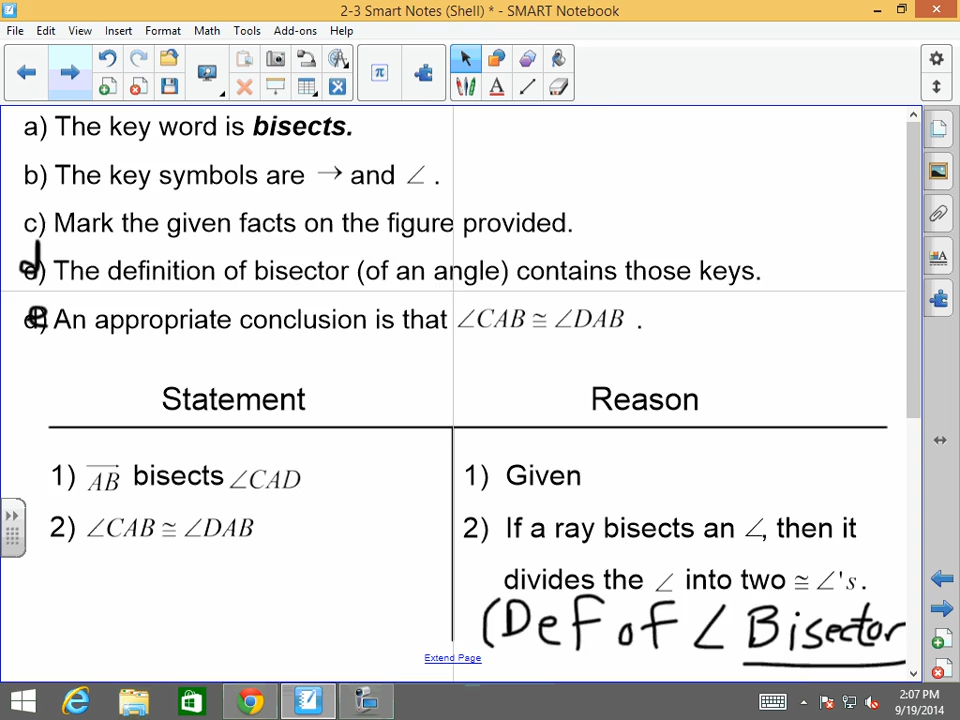 2-3 Smart Notes (Shell) * - SMART Notebook
File Edit View Insert Format Math Tools Add-ons Help
a) The key word is bisects.
b) The key symbols are → and ∠ .
c) Mark the given facts on the figure provided.
d) The definition of bisector (of an angle) contains those keys.
e) An appropriate conclusion is that ∠CAB ≅ ∠DAB .
Statement Reason
1) AB bisects ∠CAD 1) Given
2) ∠CAB ≅ ∠DAB 2) If a ray bisects an ∠, then it
divides the ∠ into two ≅ ∠'s.
(DeF oF ∠ Bisector
Extend Page
2:07 PM
9/19/2014